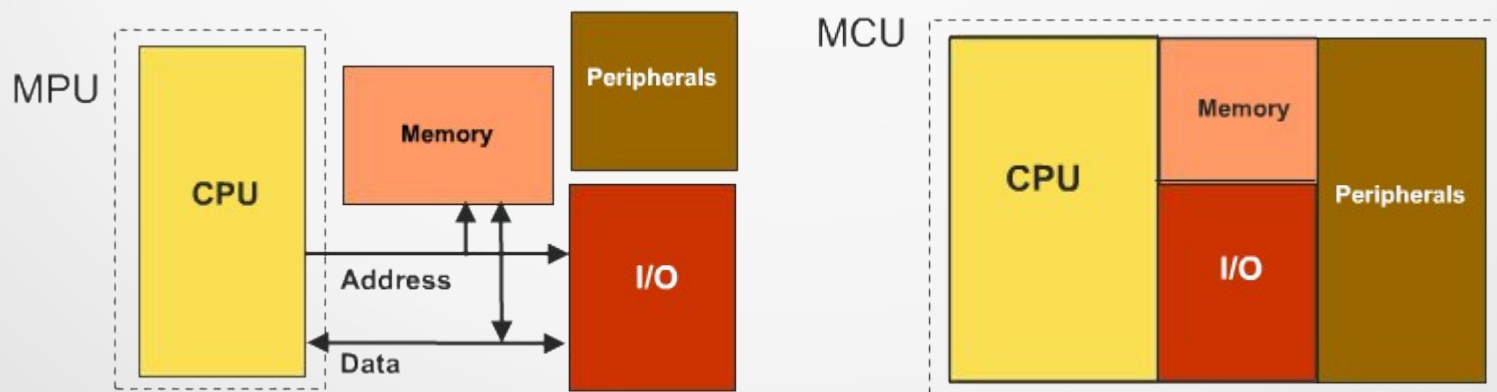 MPU
CPU
Memory
Peripherals
I/O
Address
Data
MCU
CPU
Memory
I/O
Peripherals